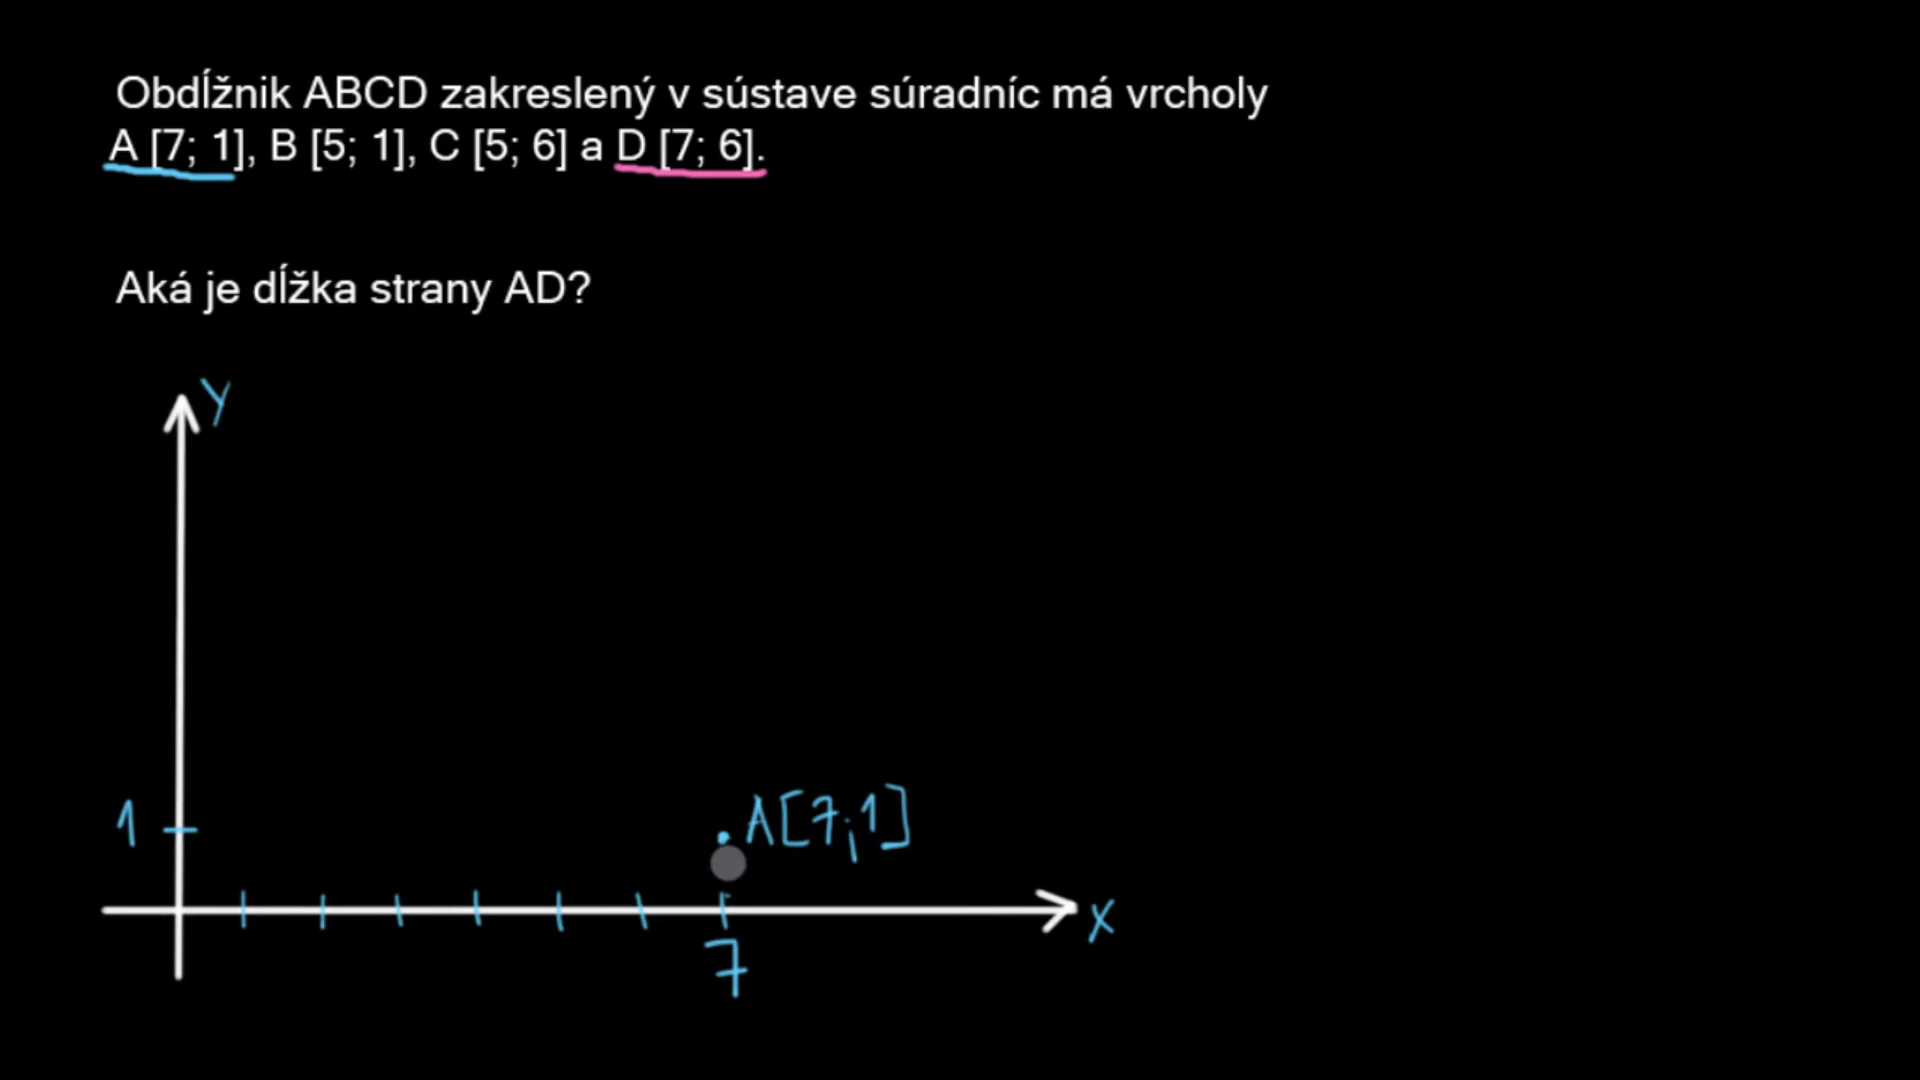 Obdĺžnik ABCD zakreslený v sústave súradníc má vrcholy
A [7; 1], B [5; 1], C [5; 6] a D [7; 6].
Aká je dĺžka strany AD?
y
1
A[7;1]
x
7